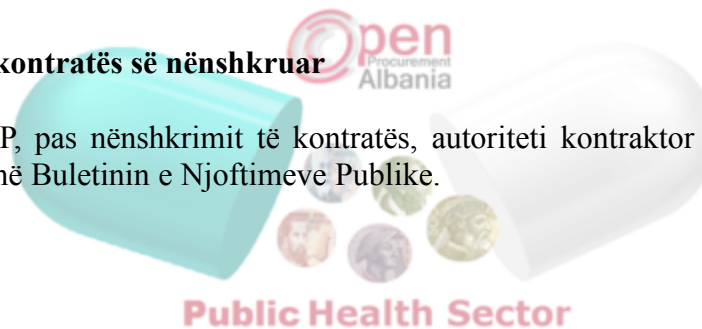 Open
Procurement
Albania
kontratës së nënshkruar
P, pas nënshkrimit të kontratës, autoriteti kontraktor
në Buletinin e Njoftimeve Publike.
Public Health Sector